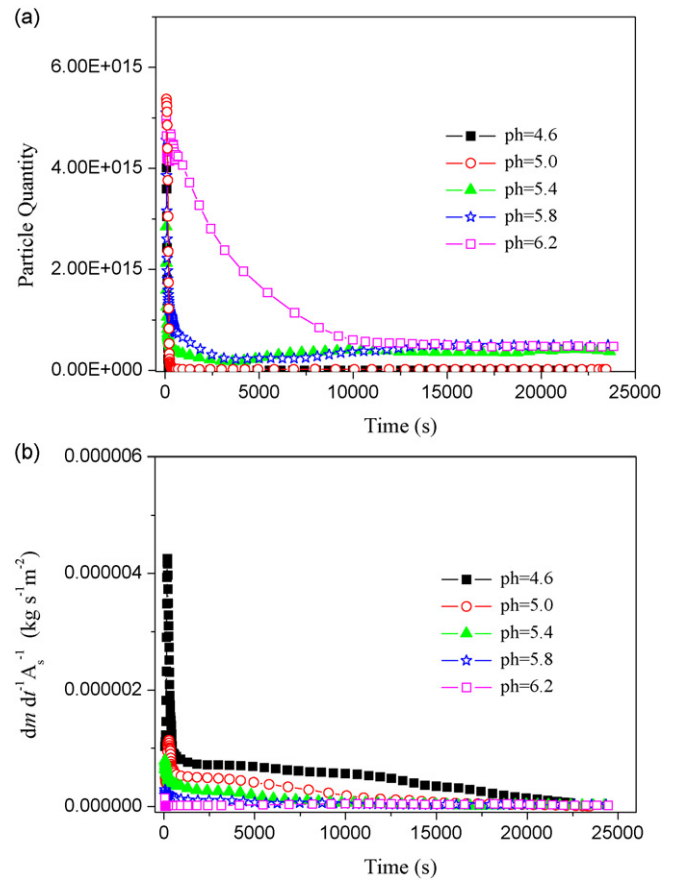 (a)
6.00E+015
4.00E+015
2.00E+015
0.00E+000
Particle Quantity
ph=4.6
ph=5.0
ph=5.4
ph=5.8
ph=6.2
0 5000 10000 15000 20000 25000
Time (s)
(b)
0.000006
0.000004
0.000002
0.000000
dm dt⁻¹ Aₛ⁻¹ (kg s⁻¹m⁻²)
ph=4.6
ph=5.0
ph=5.4
ph=5.8
ph=6.2
0 5000 10000 15000 20000 25000
Time (s)